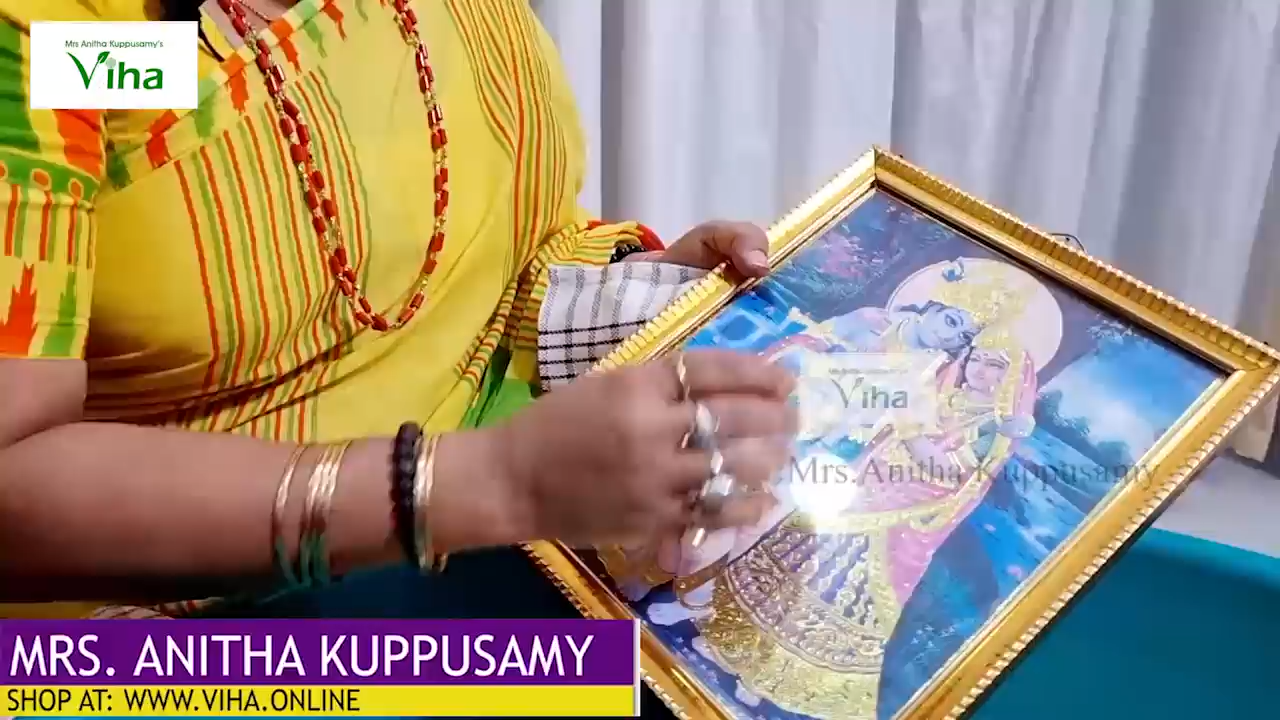 Mrs Anitha Kuppusamy's
Viha
Viha
Mrs.Anitha Kuppusamy
MRS. ANITHA KUPPUSAMY
SHOP AT: WWW.VIHA.ONLINE